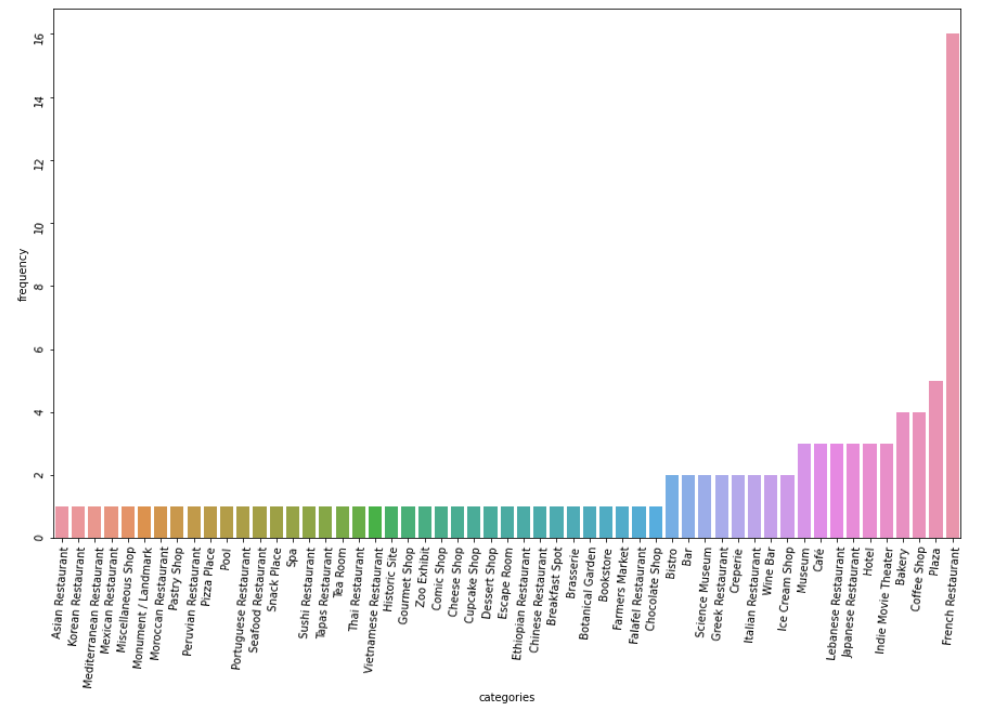 16
14
12
10
8
6
4
2
0
frequency
Asian Restaurant
Korean Restaurant
Mediterranean Restaurant
Mexican Restaurant
Miscellaneous Shop
Monument / Landmark
Moroccan Restaurant
Pastry Shop
Peruvian Restaurant
Pizza Place
Pool
Portuguese Restaurant
Seafood Restaurant
Snack Place
Spa
Sushi Restaurant
Tapas Restaurant
Tea Room
Thai Restaurant
Vietnamese Restaurant
Historic Site
Gourmet Shop
Zoo Exhibit
Comic Shop
Cheese Shop
Cupcake Shop
Dessert Shop
Escape Room
Ethiopian Restaurant
Chinese Restaurant
Breakfast Spot
Brasserie
Botanical Garden
Bookstore
Farmers Market
Falafel Restaurant
Chocolate Shop
Bistro
Bar
Science Museum
Greek Restaurant
Creperie
Italian Restaurant
Wine Bar
Ice Cream Shop
Museum
Café
Lebanese Restaurant
Japanese Restaurant
Hotel
Indie Movie Theater
Bakery
Coffee Shop
Plaza
French Restaurant
categories